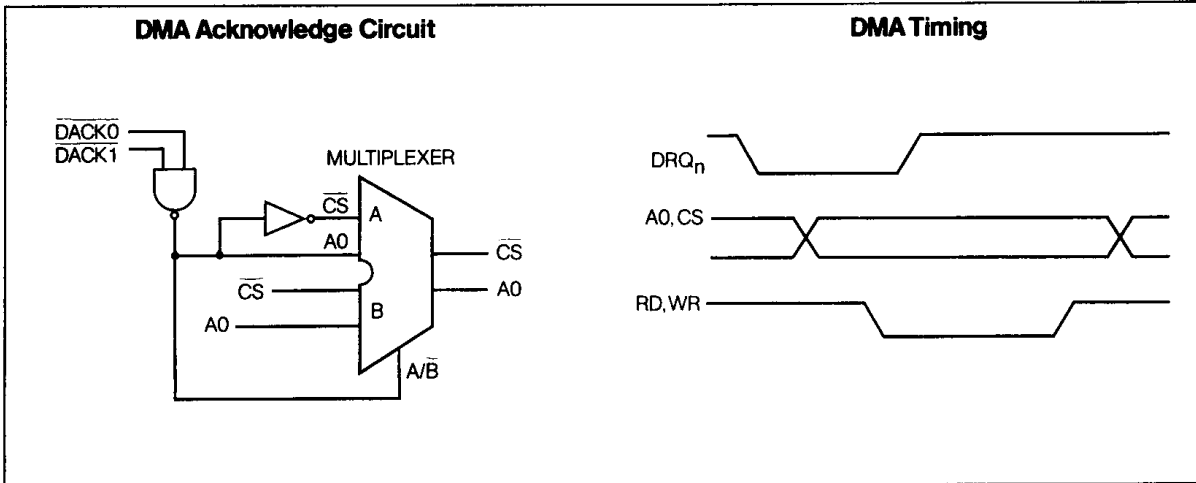 DMA Acknowledge Circuit
DACK0
DACK1
MULTIPLEXER
CS
A
A0
CS
B
A0
CS
A0
A/B
DMA Timing
DRQn
A0, CS
RD, WR